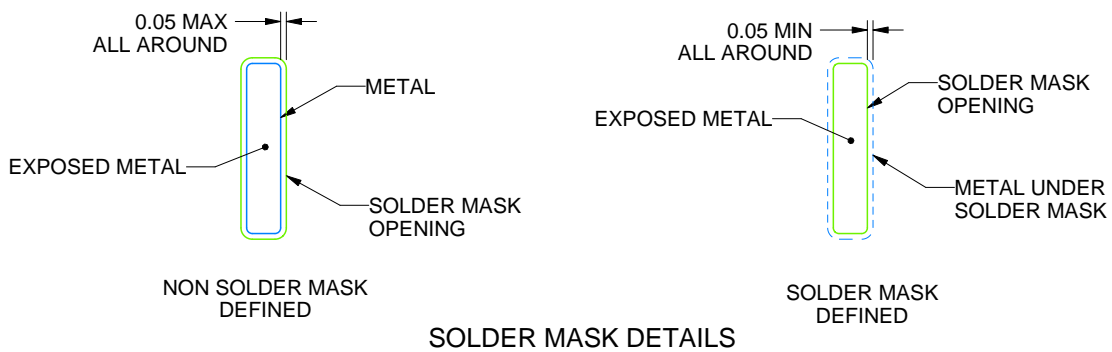 0.05 MAX
ALL AROUND
METAL
EXPOSED METAL
SOLDER MASK
OPENING
NON SOLDER MASK
DEFINED
0.05 MIN
ALL AROUND
SOLDER MASK
OPENING
EXPOSED METAL
METAL UNDER
SOLDER MASK
SOLDER MASK
DEFINED
SOLDER MASK DETAILS